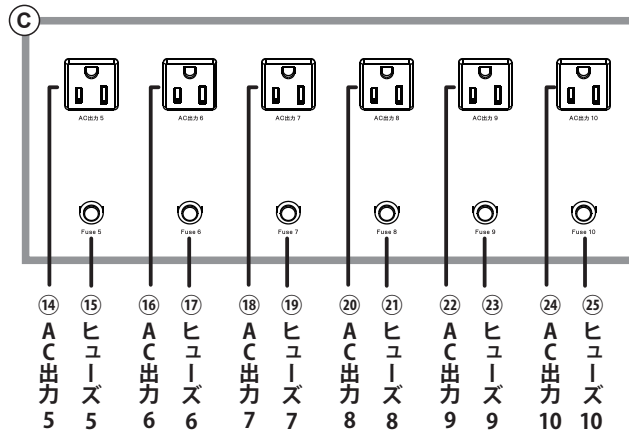 C
AC出力 5
AC出力 6
AC出力 7
AC出力 8
AC出力 9
AC出力 10
Fuse 5
Fuse 6
Fuse 7
Fuse 8
Fuse 9
Fuse 10
⑭
AC出力5
⑮
ヒューズ5
⑯
AC出力6
⑰
ヒューズ6
⑱
AC出力7
⑲
ヒューズ7
⑳
AC出力8
㉑
ヒューズ8
㉒
AC出力9
㉓
ヒューズ9
㉔
AC出力10
㉕
ヒューズ10